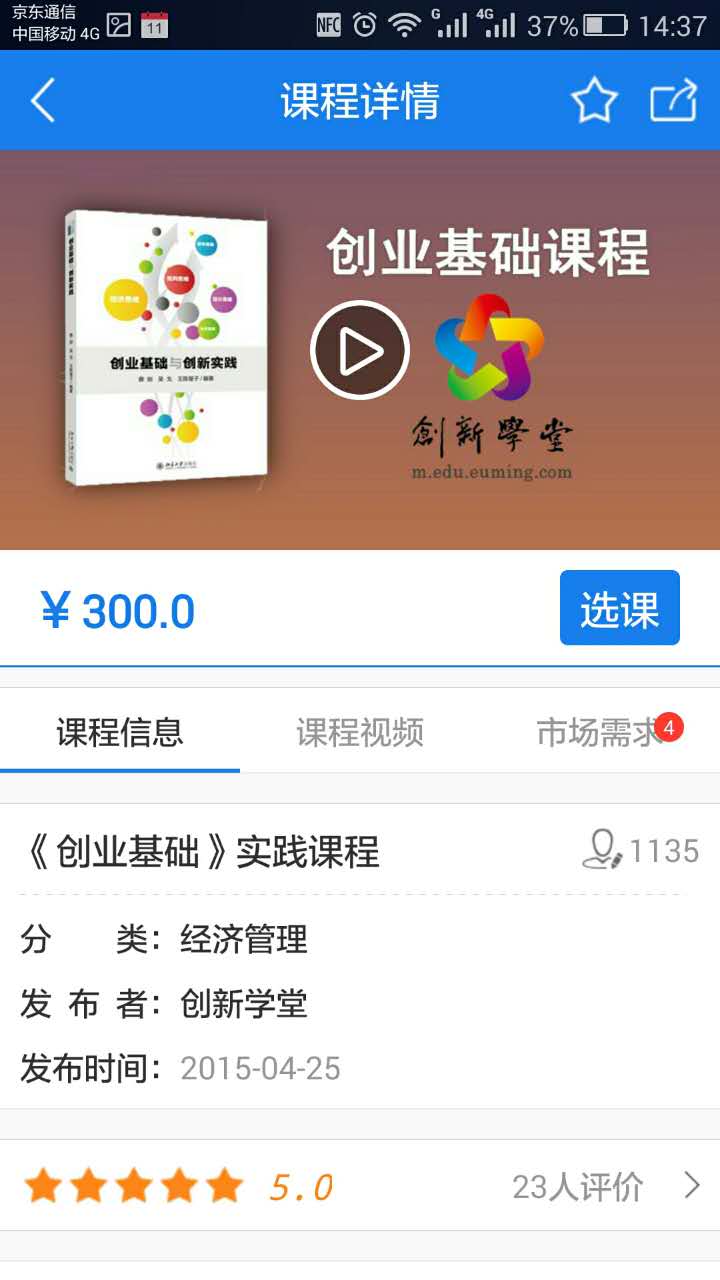 京东通信
中国移动 4G
11
NFC
G
4G
37%
14:37
课程详情
创业基础课程
创业基础与创新实践
創新學堂
m.edu.euming.com
¥ 300.0
选课
课程信息
课程视频
市场需求
4
《创业基础》实践课程
1135
分 类：经济管理
发 布 者：创新学堂
发布时间：2015-04-25
5.0
23人评价